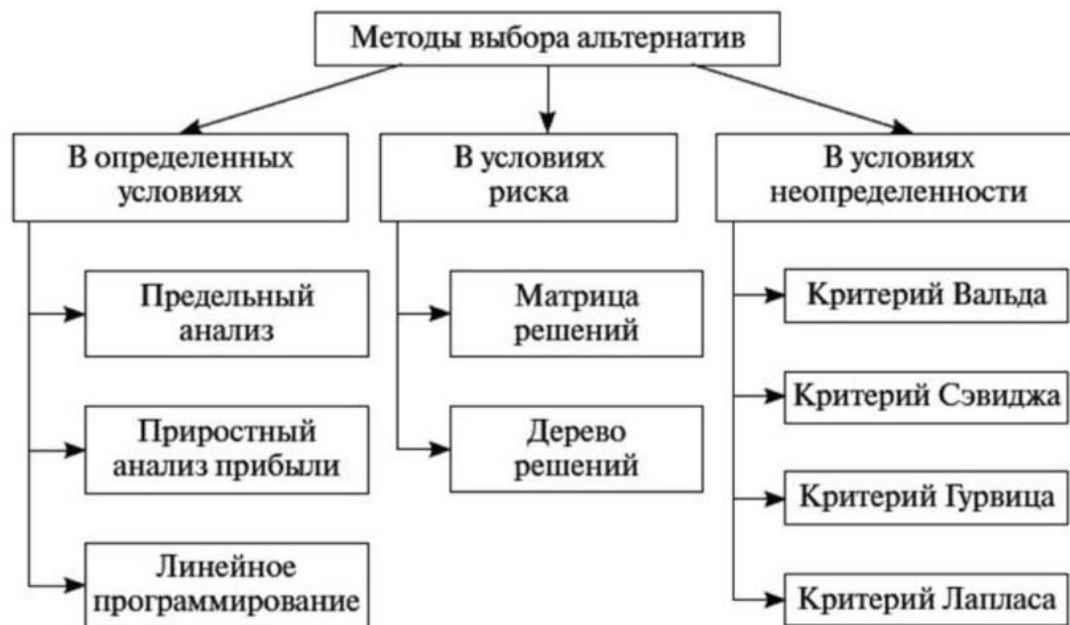 Методы выбора альтернатив
В определенных
условиях
Предельный
анализ
Приростный
анализ прибыли
Линейное
программирование
В условиях
риска
Матрица
решений
Дерево
решений
В условиях
неопределенности
Критерий Вальда
Критерий Сэвиджа
Критерий Гурвица
Критерий Лапласа